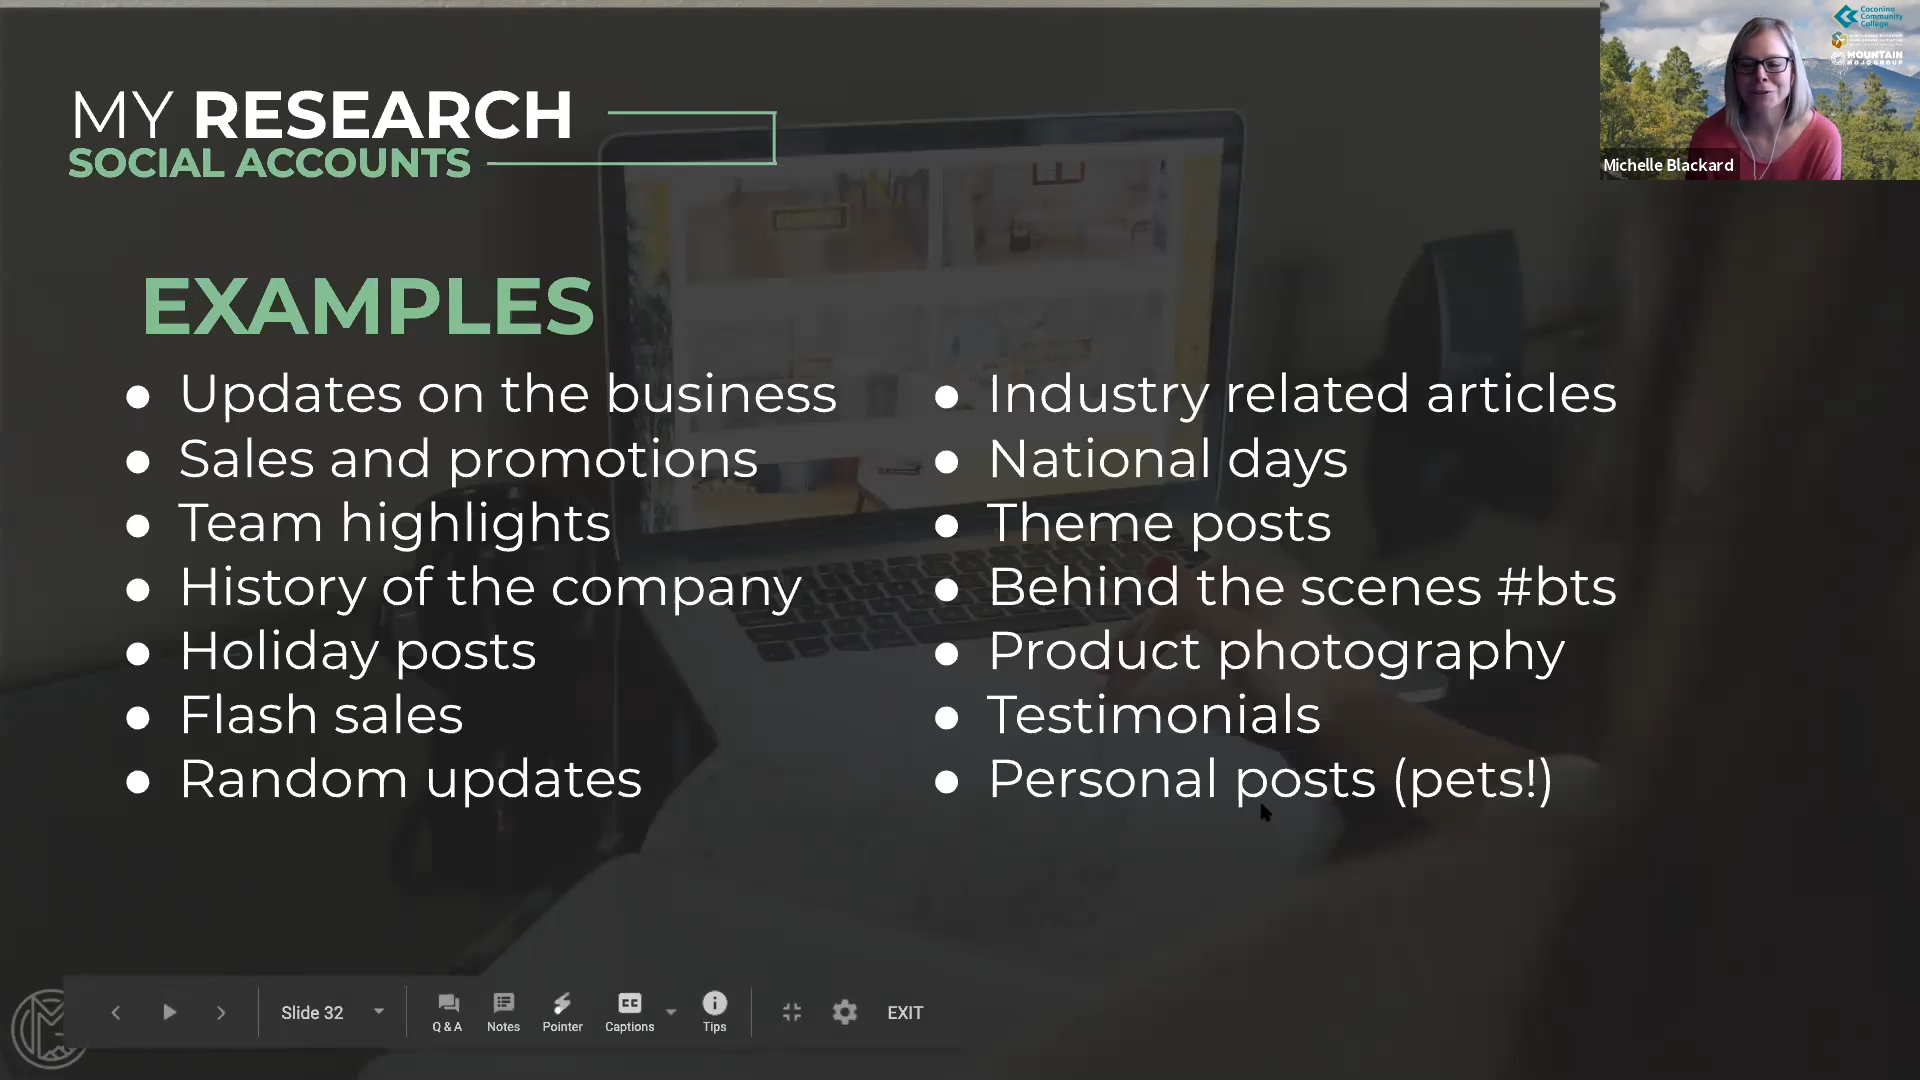 MY RESEARCH
SOCIAL ACCOUNTS
EXAMPLES
● Updates on the business
● Sales and promotions
● Team highlights
● History of the company
● Holiday posts
● Flash sales
● Random updates
● Industry related articles
● National days
● Theme posts
● Behind the scenes #bts
● Product photography
● Testimonials
● Personal posts (pets!)
Coconino
Community
College
MOUNTAIN
MOJO GROUP
Michelle Blackard
Slide 32
Q & A
Notes
Pointer
Captions
Tips
EXIT